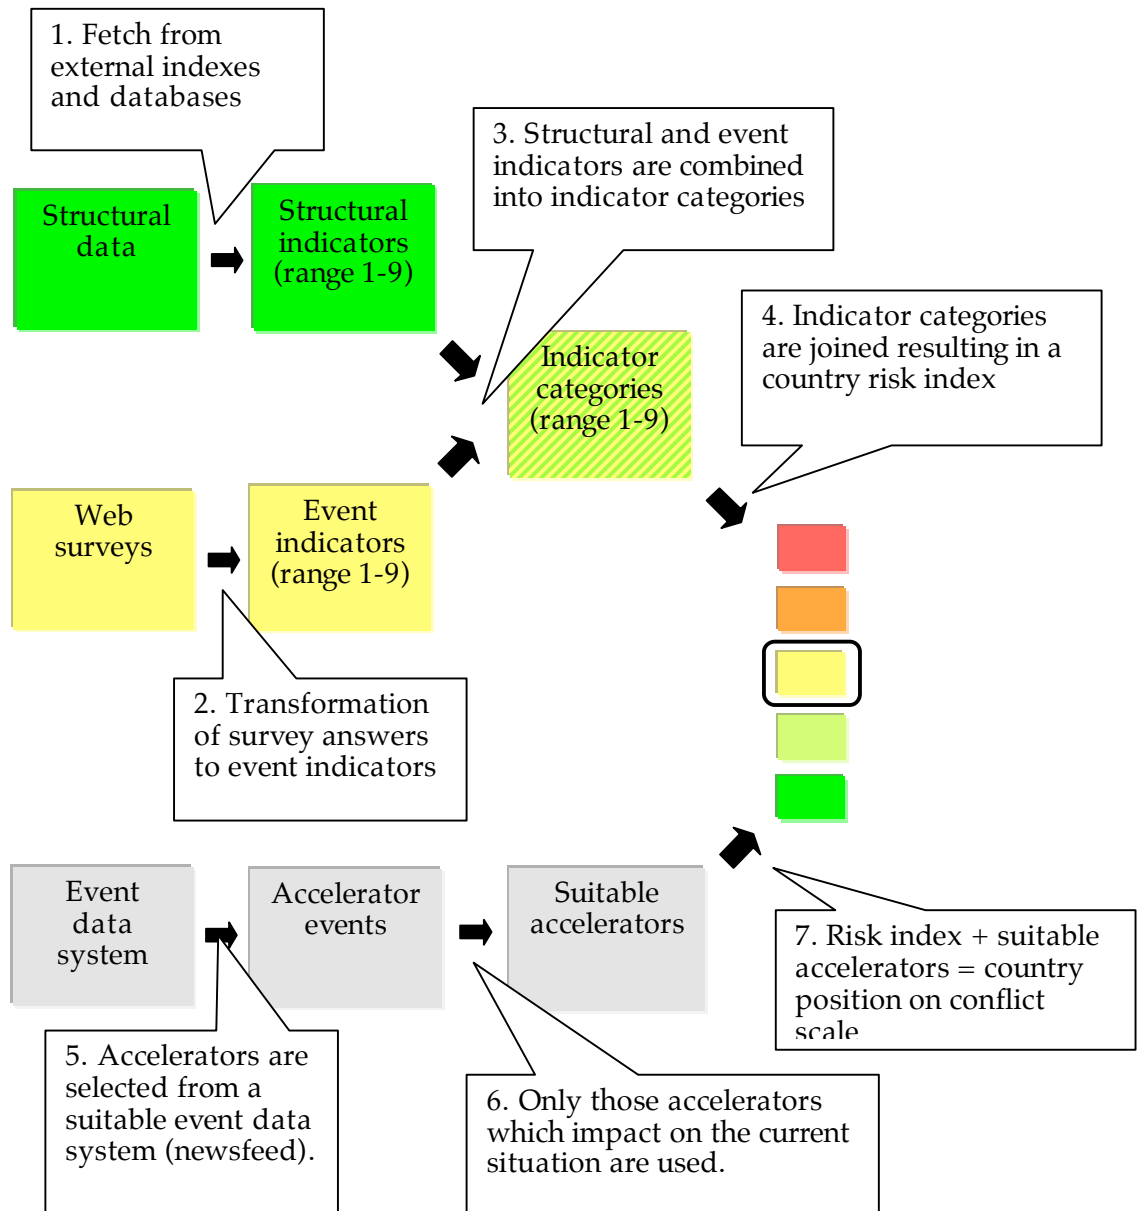 1. Fetch from
external indexes
and databases
3. Structural and event
indicators are combined
into indicator categories
Structural
data
Structural
indicators
(range 1-9)
4. Indicator categories
are joined resulting in a
country risk index
Indicator
categories
(range 1-9)
Web
surveys
Event
indicators
(range 1-9)
2. Transformation
of survey answers
to event indicators
Event
data
system
Accelerator
events
Suitable
accelerators
7. Risk index + suitable
accelerators = country
position on conflict
scale
5. Accelerators are
selected from a
suitable event data
system (newsfeed).
6. Only those accelerators
which impact on the current
situation are used.